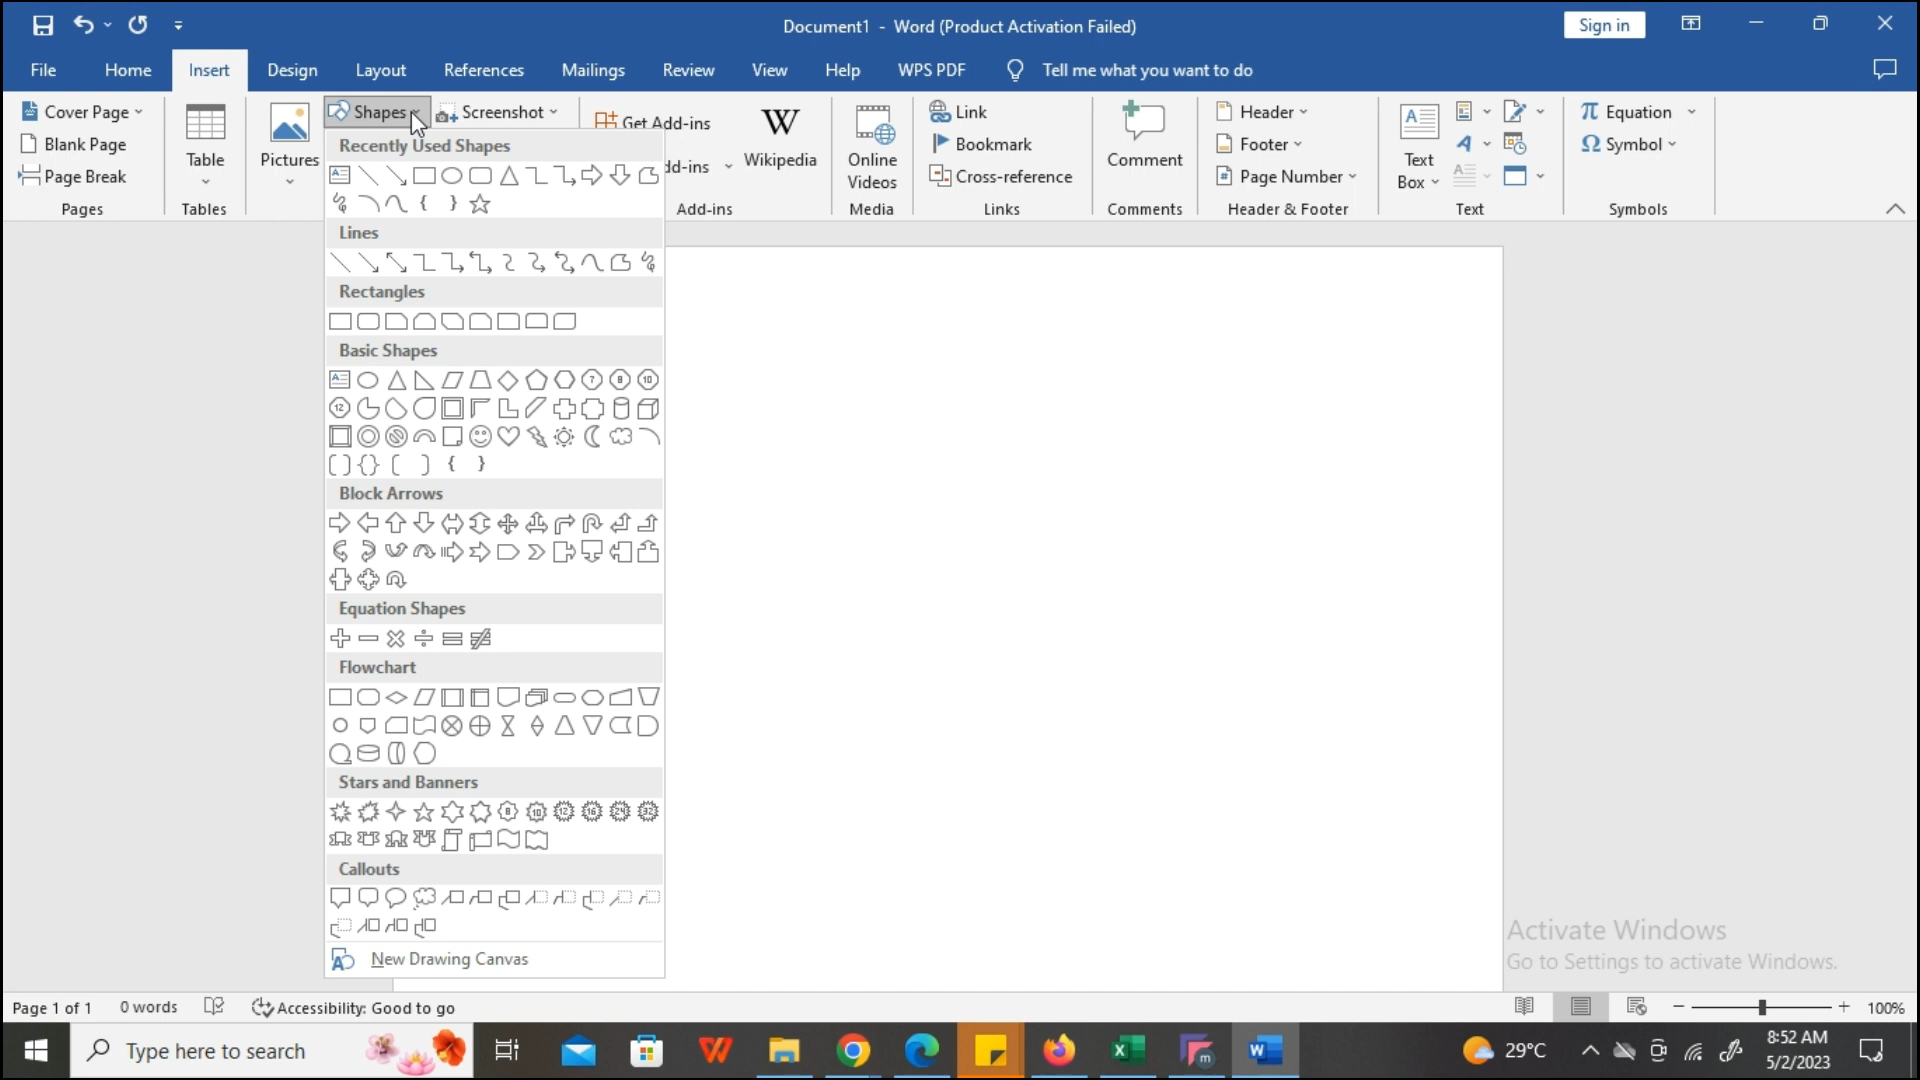 Document1 - Word (Product Activation Failed)
Sign in
File Home Insert Design Layout References Mailings Review View Help WPS PDF Tell me what you want to do
Cover Page
Blank Page
Page Break
Pages
Table
Tables
Pictures
Shapes
Screenshot
Get Add-ins
dd-ins
Add-ins
W
Wikipedia
Online
Videos
Media
Link
Bookmark
Cross-reference
Links
Comment
Comments
Header
Footer
Page Number
Header & Footer
Text
Box
Text
Equation
Symbol
Symbols
Recently Used Shapes
Lines
Rectangles
Basic Shapes
Block Arrows
Equation Shapes
Flowchart
Stars and Banners
Callouts
New Drawing Canvas
Activate Windows
Go to Settings to activate Windows.
Page 1 of 1 0 words Accessibility: Good to go 100%
Type here to search
29°C
8:52 AM
5/2/2023